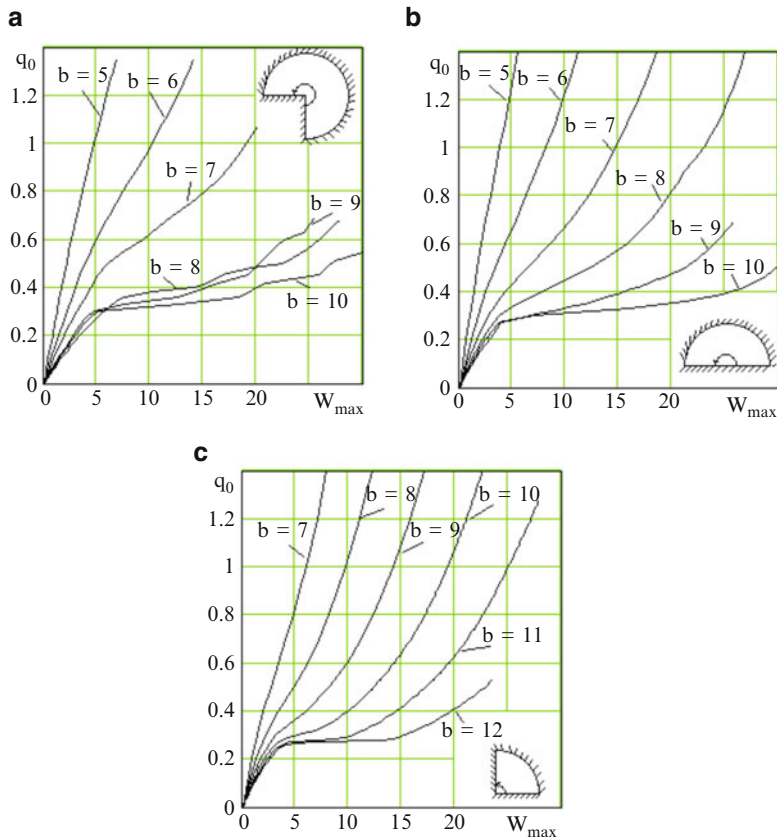 a
q0
b = 5
b = 6
1.2
1
b = 7
0.8
b = 9
0.6
b = 8
0.4
b = 10
0.2
0
0 5 10 15 20 Wmax
b
q0
b = 5
b = 6
1.2
b = 7
1
b = 8
0.8
b = 9
0.6
b = 10
0.4
0.2
0
0 5 10 15 20 Wmax
c
q0
b = 8
b = 10
b = 7
1.2
b = 9
1
0.8
b = 11
0.6
0.4
b = 12
0.2
0
0 5 10 15 20 Wmax